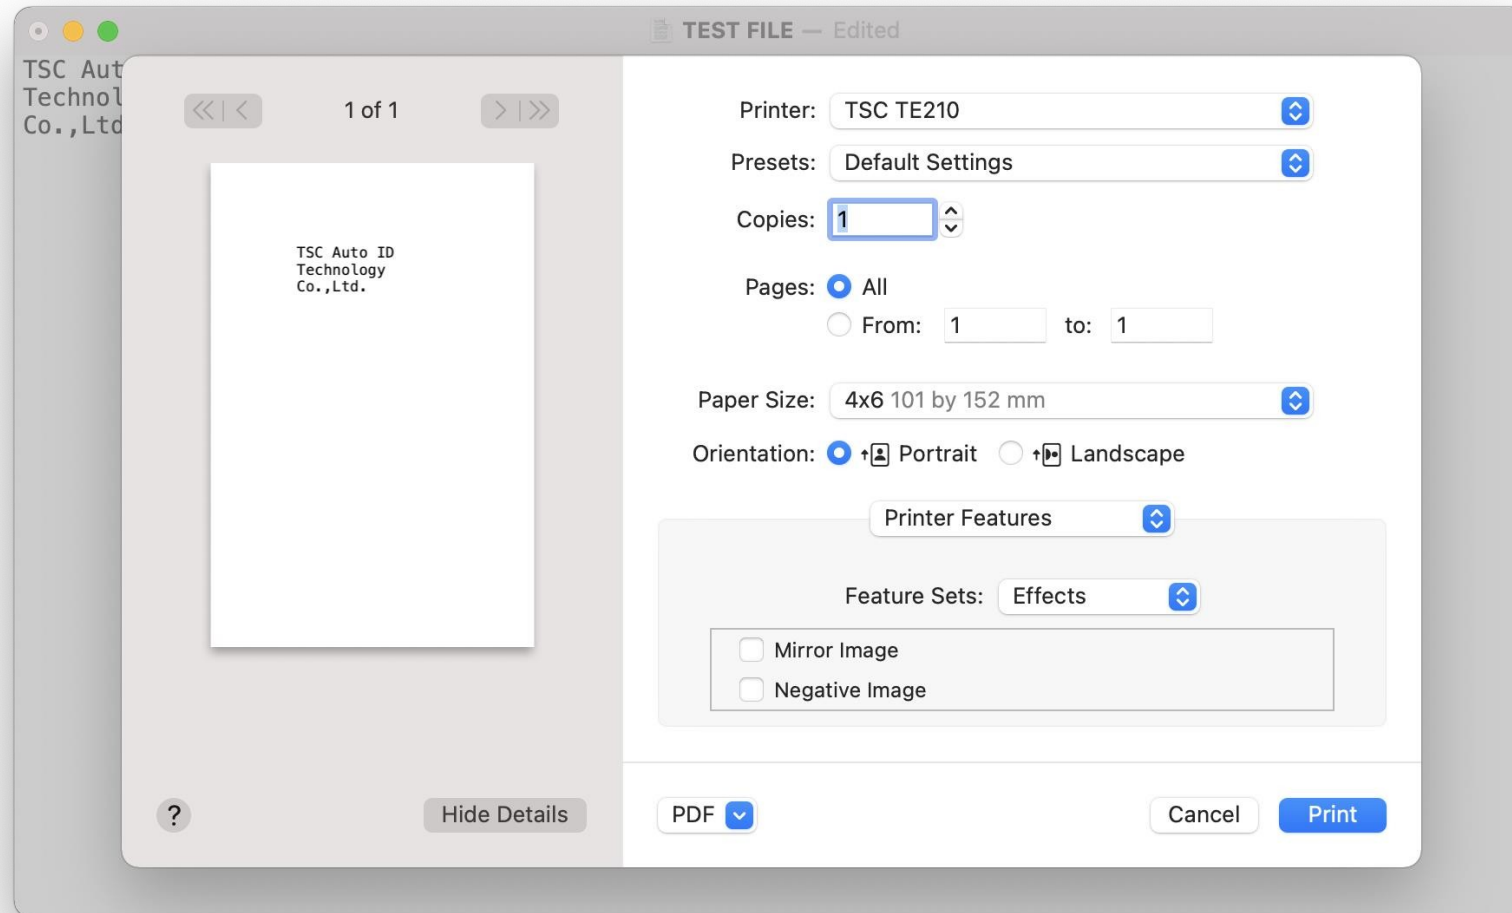 TEST FILE — Edited
TSC Aut
Technol
Co.,Ltd
1 of 1
TSC Auto ID
Technology
Co.,Ltd.
Printer: TSC TE210
Presets: Default Settings
Copies: 1
Pages: All
From: 1 to: 1
Paper Size: 4x6 101 by 152 mm
Orientation: Portrait Landscape
Printer Features
Feature Sets: Effects
Mirror Image
Negative Image
? Hide Details PDF Cancel Print